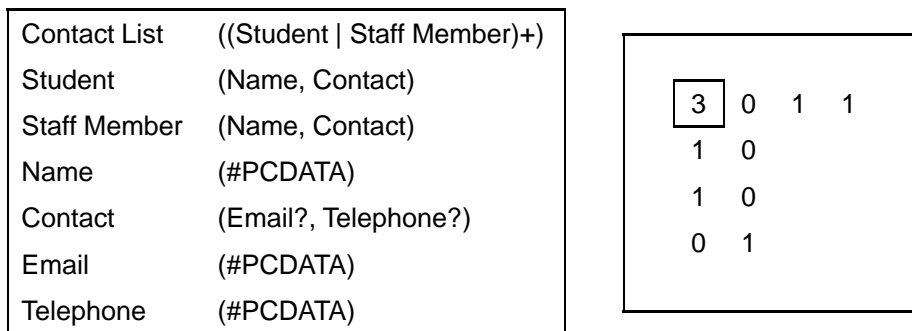 Contact List ((Student | Staff Member)+)
Student (Name, Contact)
Staff Member (Name, Contact)
Name (#PCDATA)
Contact (Email?, Telephone?)
Email (#PCDATA)
Telephone (#PCDATA)
3 0 1 1
1 0
1 0
0 1